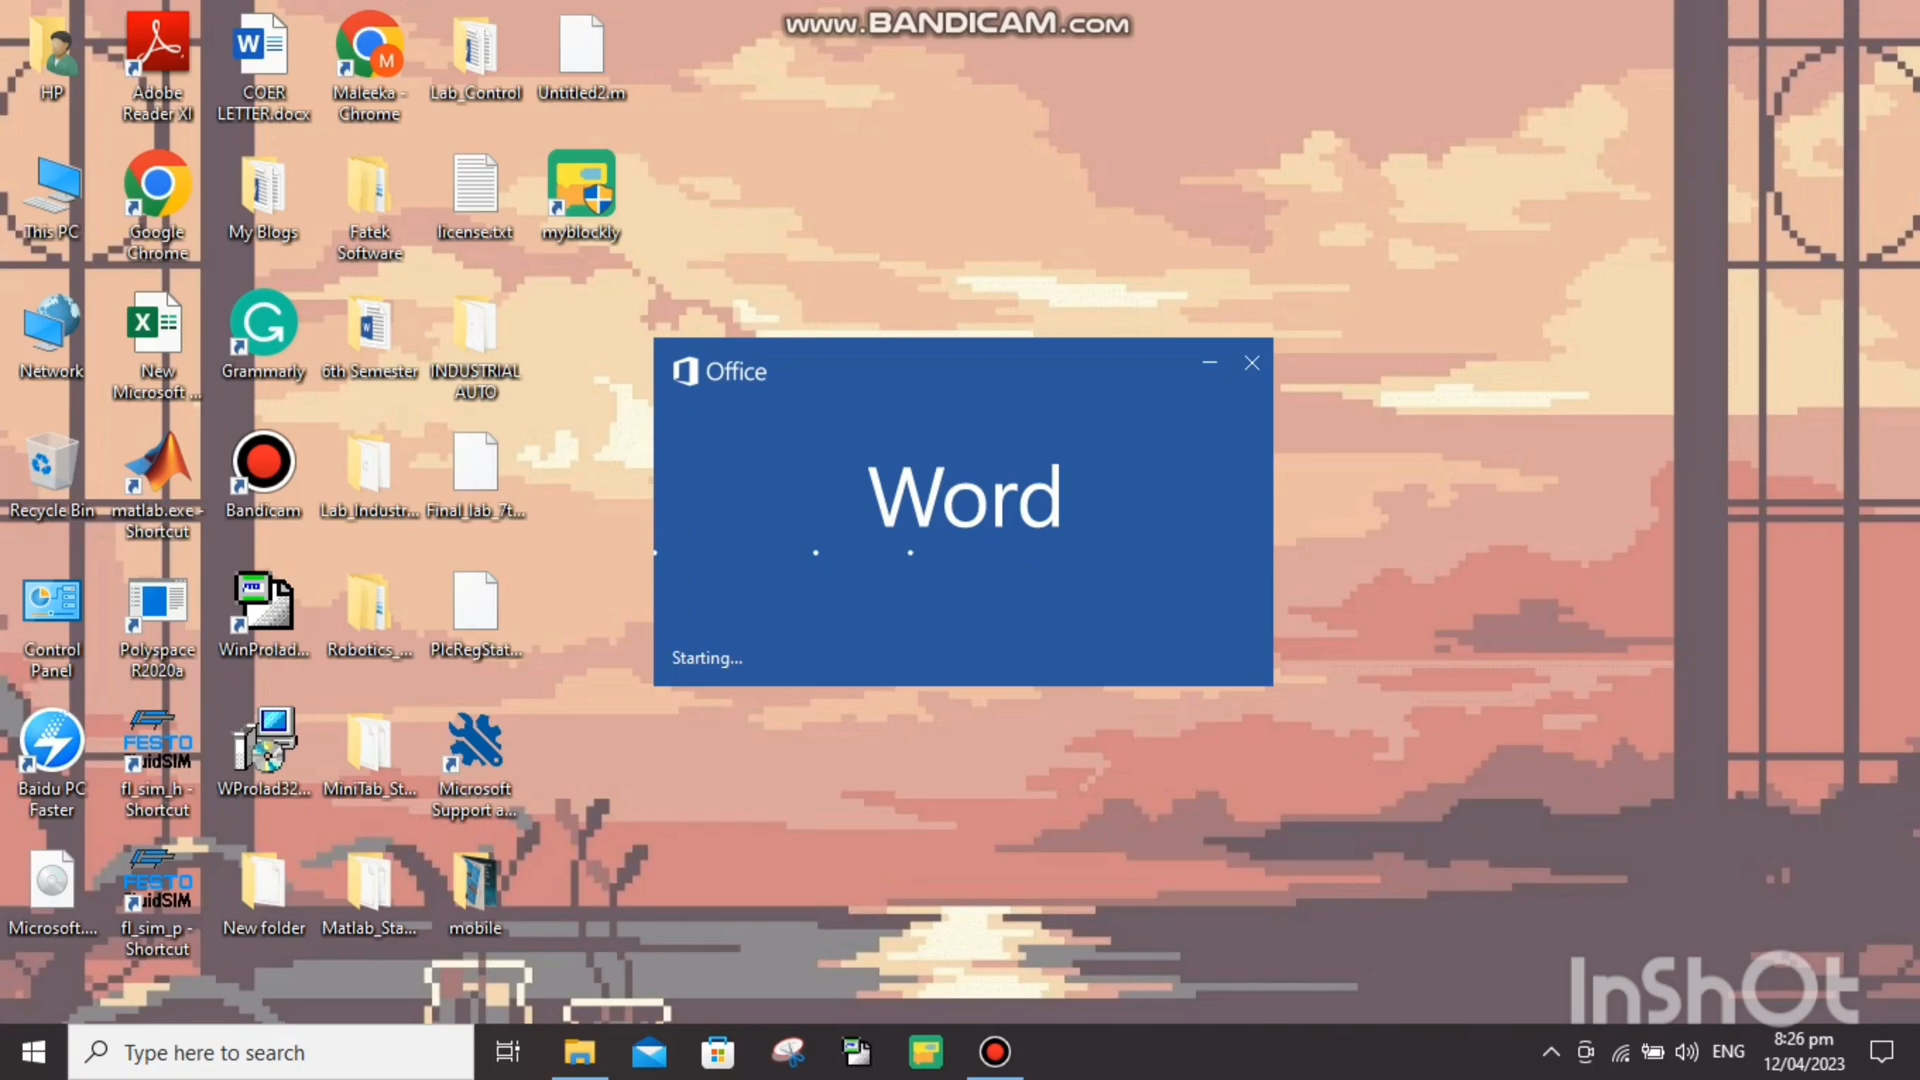 www.BANDICAM.com
HP
Adobe
Reader XI
COER
LETTER.docx
Maleeka -
Chrome
Lab_Control
Untitled2.m
This PC
Google
Chrome
My Blogs
Fatek
Software
license.txt
myblockly
Network
New
Microsoft ...
Grammarly
6th Semester
INDUSTRIAL
AUTO
Recycle Bin
matlab.exe -
Shortcut
Bandicam
Lab_Industr...
Final_lab_7t...
Control
Panel
Polyspace
R2020a
WinProlad...
Robotics_...
PlcRegStat...
Baidu PC
Faster
FESTO
fl_sim_h -
Shortcut
WProlad32...
MiniTab_St...
Microsoft
Support a...
Microsoft....
FESTO
fl_sim_p -
Shortcut
New folder
Matlab_Sta...
mobile
Office
Word
Starting...
InShOt
Type here to search
ENG
8:26 pm
12/04/2023